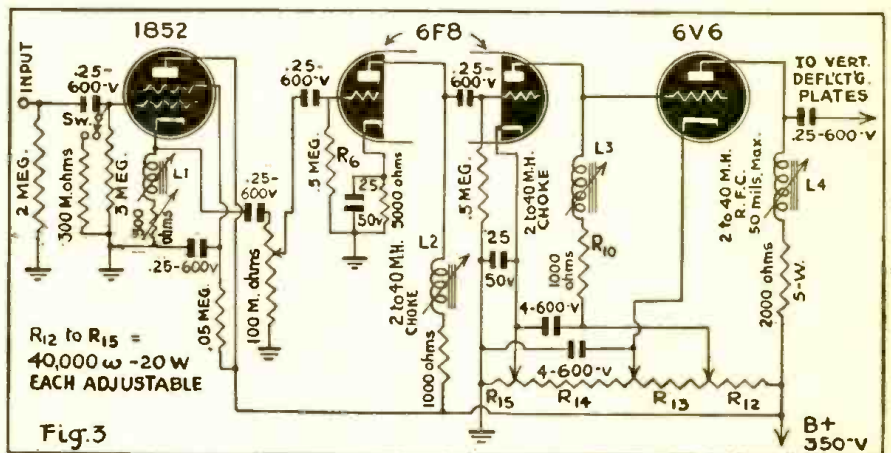 1852
6F8
6V6
INPUT
.25-
600-V
Sw.
2 MEG.
300 M.ohms
3 MEG.
L1
500
ohms
.25-600-V
.25-
600V
100 M. ohms
.05 MEG.
.25-
600-V
.5 MEG.
R6
25
50V
5000 ohms
L2
2 to 40 M.H.
CHOKE
1000 ohms
.25-
600-V
.5 MEG.
25
50V
2 to 40 M.H.
CHOKE
L3
R10
1000
ohms
4-600-V
4-600-V
R15
R14
R13
R12
TO VERT.
DEFL'CT'G.
PLATES
.25-600-V
2 to 40 M.H.
R.F.C.
50 mils. Max.
L4
2000 ohms
5-W.
B+
350-V
R12 to R15 =
40,000 ω -20 W
EACH ADJUSTABLE
Fig.3